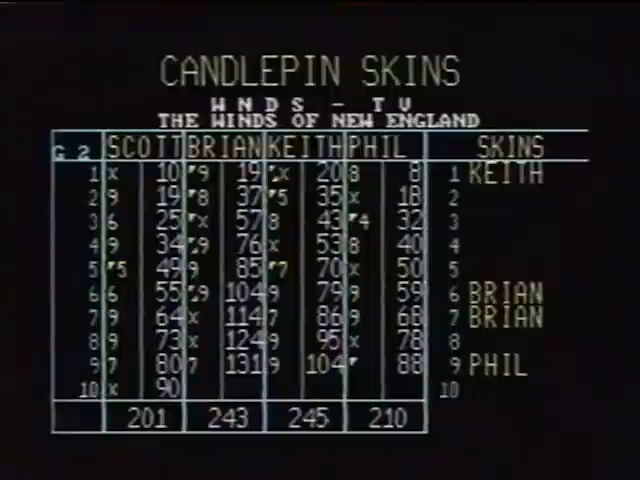 CANDLEPIN SKINS
WNDS - TV
THE WINDS OF NEW ENGLAND
G 2 SCOTT BRIAN KEITH PHIL SKINS
1 x 10 9 19 x 20 8 8 1 KEITH
2 9 19 8 37 5 35 x 18 2
3 6 25 x 57 8 43 4 32 3
4 9 34 9 76 x 53 8 40 4
5 5 49 9 85 7 70 x 50 5
6 6 55 9 104 9 79 9 59 6 BRIAN
7 9 64 x 114 7 86 9 68 7 BRIAN
8 9 73 x 124 9 95 x 78 8
9 7 80 7 131 9 104 88 9 PHIL
10 x 90 10
201 243 245 210